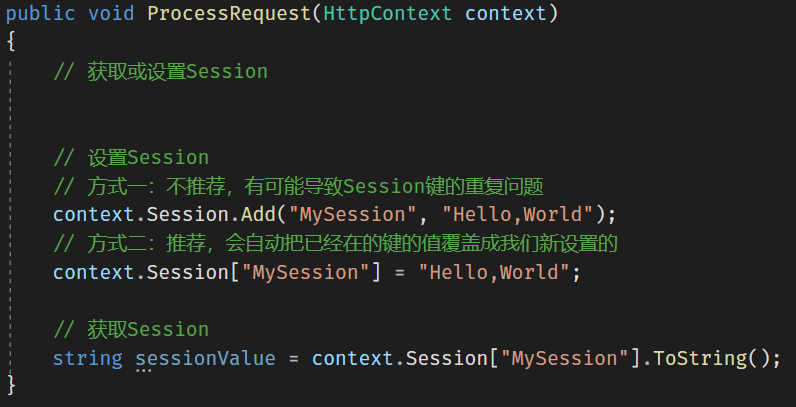 public void ProcessRequest(HttpContext context)
{
// 获取或设置Session
// 设置Session
// 方式一：不推荐，有可能导致Session键的重复问题
context.Session.Add("MySession", "Hello,World");
// 方式二：推荐，会自动把已经在的键的值覆盖成我们新设置的
context.Session["MySession"] = "Hello,World";
// 获取Session
string sessionValue = context.Session["MySession"].ToString();
}